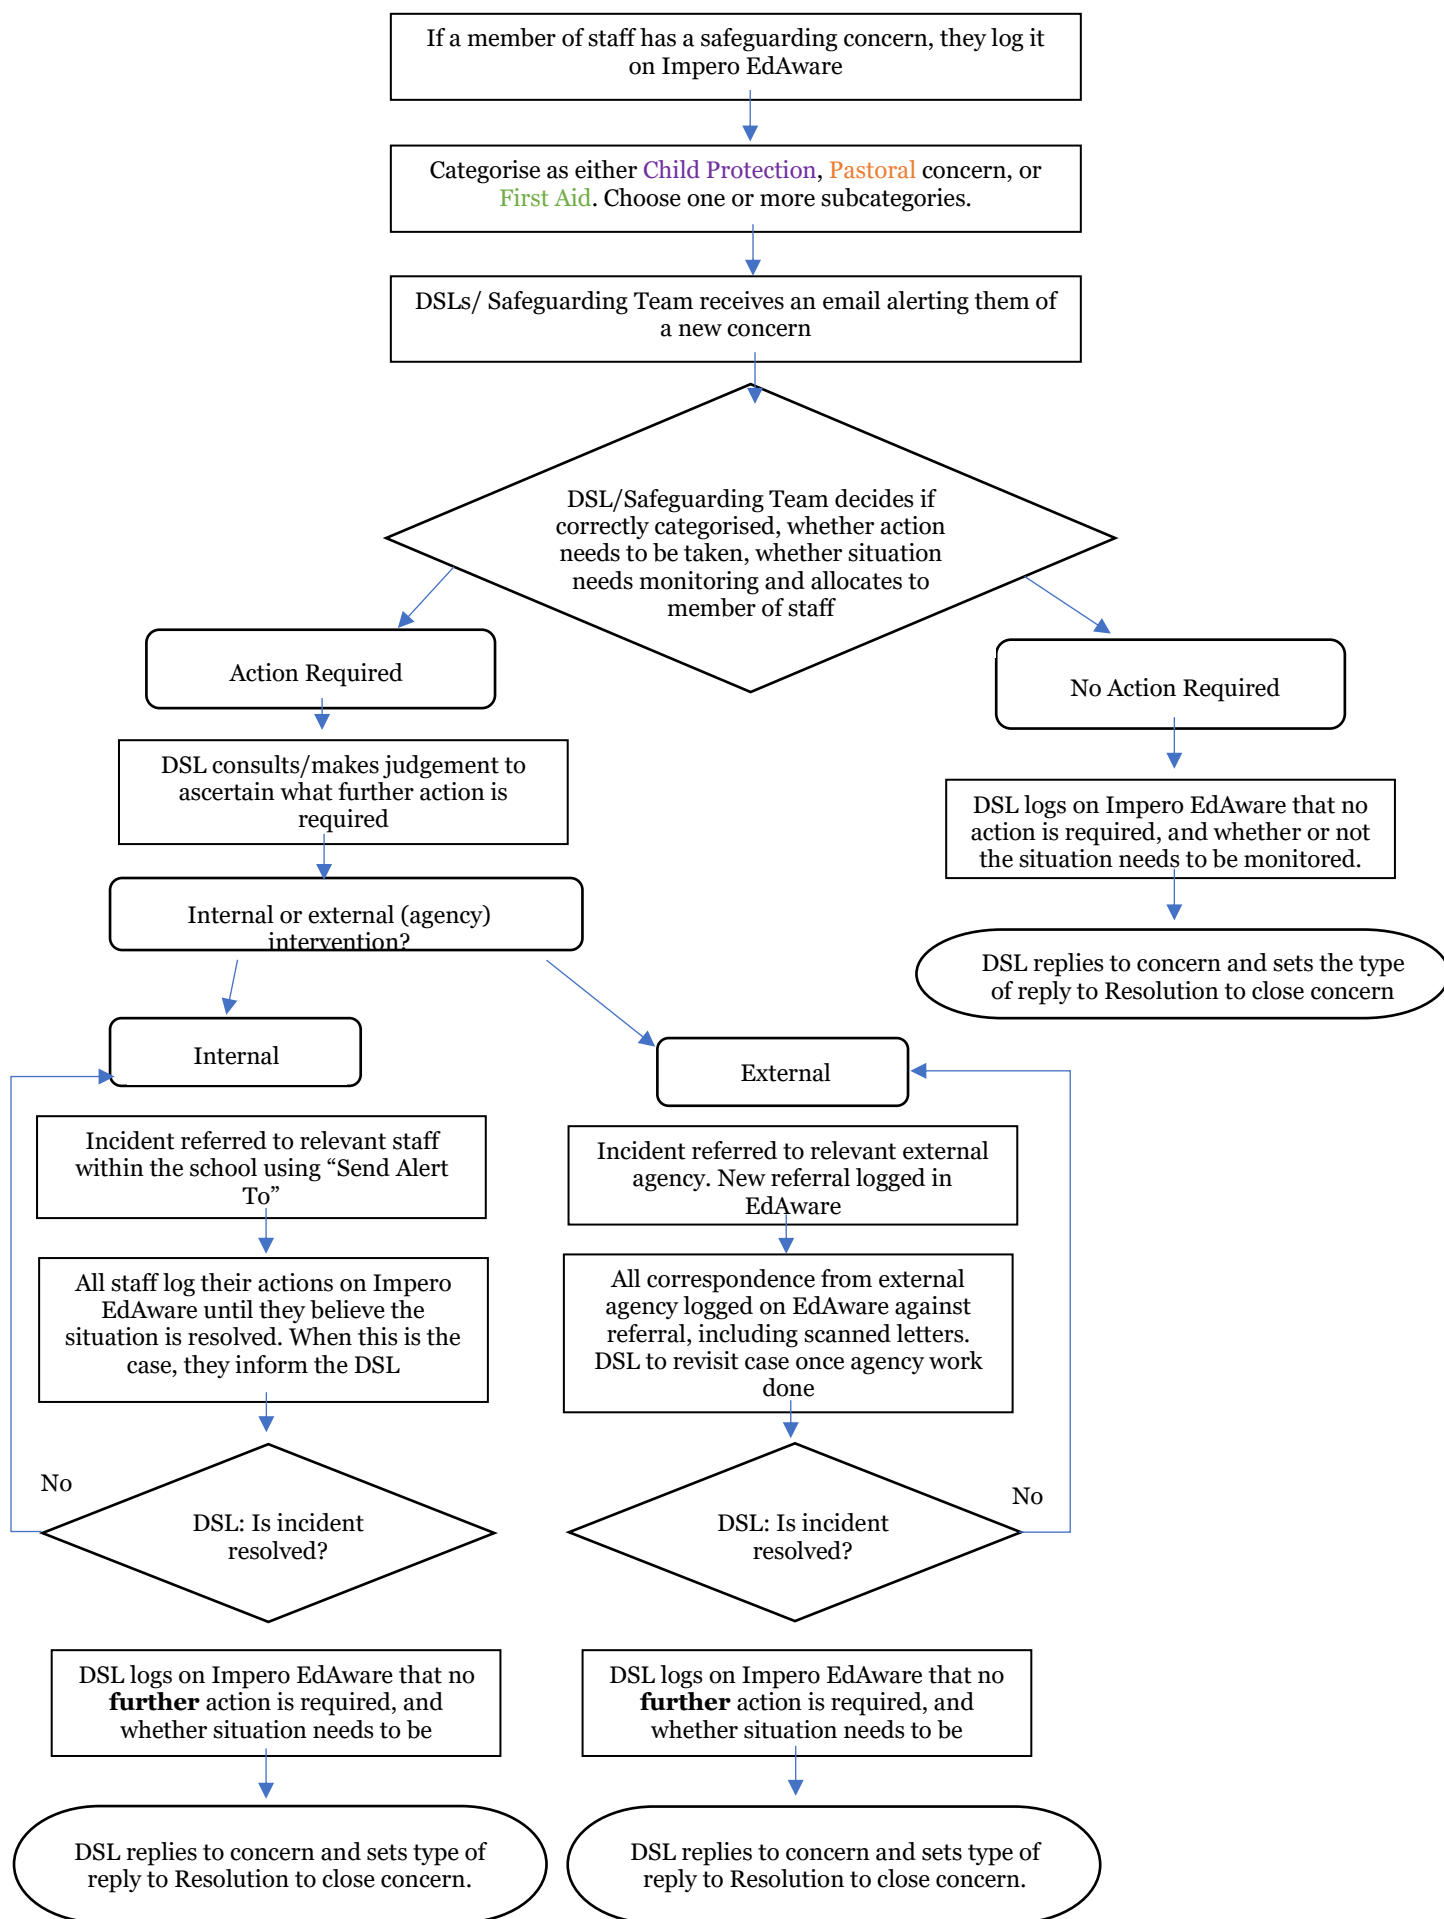 If a member of staff has a safeguarding concern, they log it
on Impero EdAware
Categorise as either Child Protection, Pastoral concern, or
First Aid. Choose one or more subcategories.
DSLs/ Safeguarding Team receives an email alerting them of
a new concern
DSL/Safeguarding Team decides if
correctly categorised, whether action
needs to be taken, whether situation
needs monitoring and allocates to
member of staff
Action Required
No Action Required
DSL consults/makes judgement to
ascertain what further action is
required
DSL logs on Impero EdAware that no
action is required, and whether or not
the situation needs to be monitored.
Internal or external (agency)
intervention?
DSL replies to concern and sets the type
of reply to Resolution to close concern
Internal
External
Incident referred to relevant staff
within the school using “Send Alert
To”
Incident referred to relevant external
agency. New referral logged in
EdAware
All staff log their actions on Impero
EdAware until they believe the
situation is resolved. When this is the
case, they inform the DSL
All correspondence from external
agency logged on EdAware against
referral, including scanned letters.
DSL to revisit case once agency work
done
No
DSL: Is incident
resolved?
No
DSL: Is incident
resolved?
DSL logs on Impero EdAware that no
further action is required, and
whether situation needs to be
DSL logs on Impero EdAware that no
further action is required, and
whether situation needs to be
DSL replies to concern and sets type of
reply to Resolution to close concern.
DSL replies to concern and sets type of
reply to Resolution to close concern.